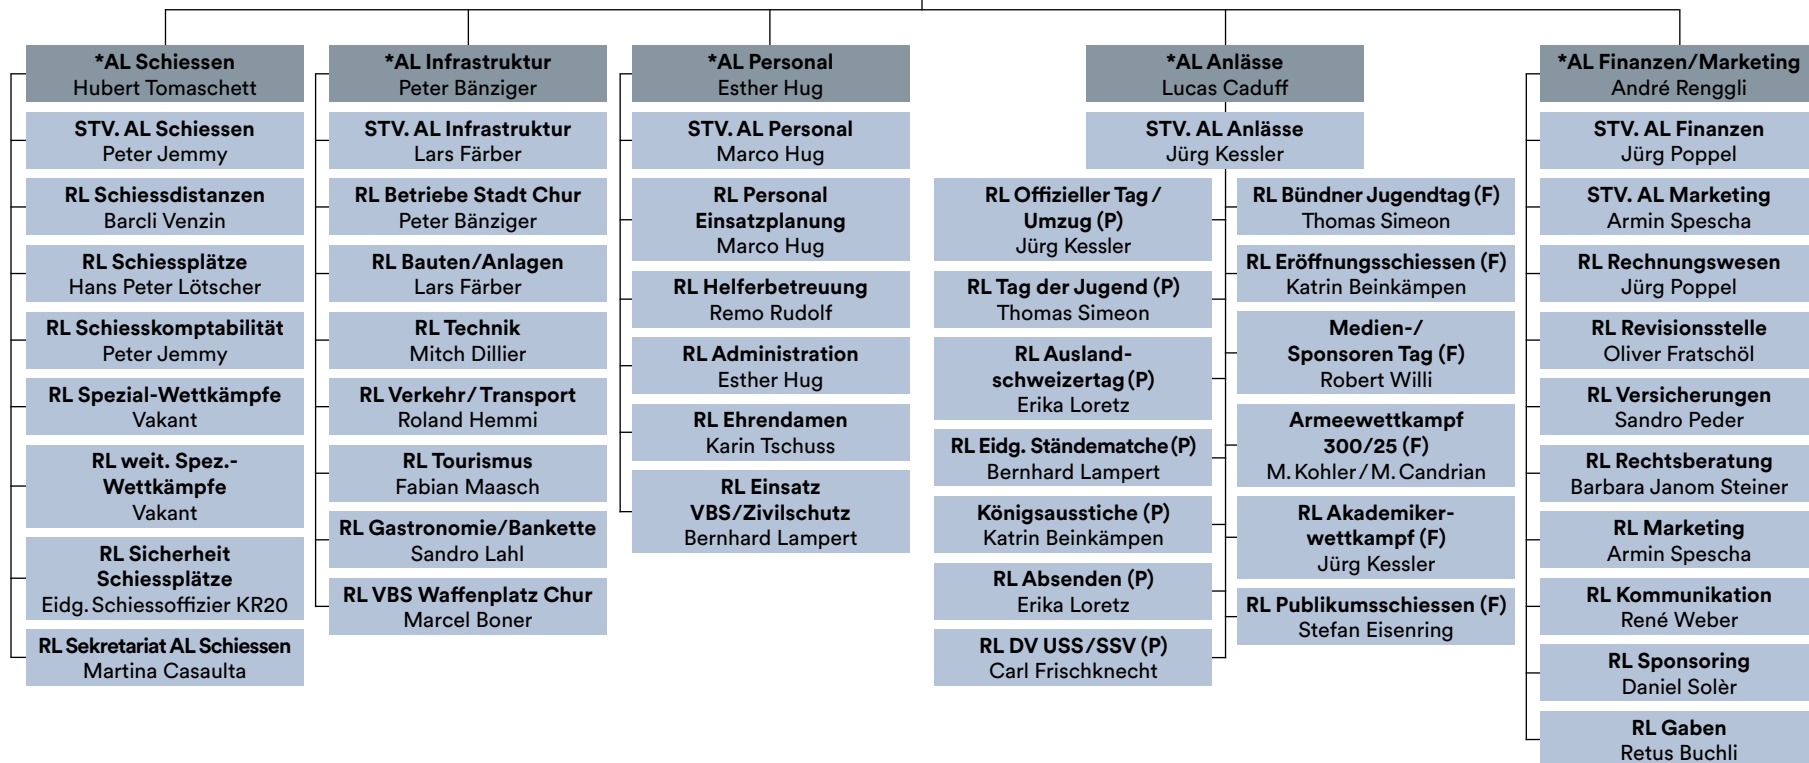 *AL Schiessen
Hubert Tomaschett
STV. AL Schiessen
Peter Jemmy
RL Schiessdistanzen
Barcli Venzin
RL Schiessplätze
Hans Peter Lötscher
RL Schiesskomptabilität
Peter Jemmy
RL Spezial-Wettkämpfe
Vakant
RL weit. Spez.-
Wettkämpfe
Vakant
RL Sicherheit
Schiessplätze
Eidg. Schiessoffizier KR20
RL Sekretariat AL Schiessen
Martina Casaulta
*AL Infrastruktur
Peter Bänziger
STV. AL Infrastruktur
Lars Färber
RL Betriebe Stadt Chur
Peter Bänziger
RL Bauten/Anlagen
Lars Färber
RL Technik
Mitch Dillier
RL Verkehr/Transport
Roland Hemmi
RL Tourismus
Fabian Maasch
RL Gastronomie/Bankette
Sandro Lahl
RL VBS Waffenplatz Chur
Marcel Boner
*AL Personal
Esther Hug
STV. AL Personal
Marco Hug
RL Personal
Einsatzplanung
Marco Hug
RL Helferbetreuung
Remo Rudolf
RL Administration
Esther Hug
RL Ehrendamen
Karin Tschuss
RL Einsatz
VBS/Zivilschutz
Bernhard Lampert
*AL Anlässe
Lucas Caduff
STV. AL Anlässe
Jürg Kessler
RL Offizieller Tag/
Umzug (P)
Jürg Kessler
RL Tag der Jugend (P)
Thomas Simeon
RL Ausland-
schweizertag (P)
Erika Loretz
RL Eidg. Ständematche (P)
Bernhard Lampert
Königsausstiche (P)
Katrin Beinkämpen
RL Absenden (P)
Erika Loretz
RL DV USS/SSV (P)
Carl Frischknecht
RL Bündner Jugendtag (F)
Thomas Simeon
RL Eröffnungsschiessen (F)
Katrin Beinkämpen
Medien-/
Sponsoren Tag (F)
Robert Willi
Armeewettkampf
300/25 (F)
M. Kohler/M. Candrian
RL Akademiker-
wettkampf (F)
Jürg Kessler
RL Publikumsschiessen (F)
Stefan Eisenring
*AL Finanzen/Marketing
André Renggli
STV. AL Finanzen
Jürg Poppel
STV. AL Marketing
Armin Spescha
RL Rechnungswesen
Jürg Poppel
RL Revisionsstelle
Oliver Fratschöl
RL Versicherungen
Sandro Peder
RL Rechtsberatung
Barbara Janom Steiner
RL Marketing
Armin Spescha
RL Kommunikation
René Weber
RL Sponsoring
Daniel Solèr
RL Gaben
Retus Buchli